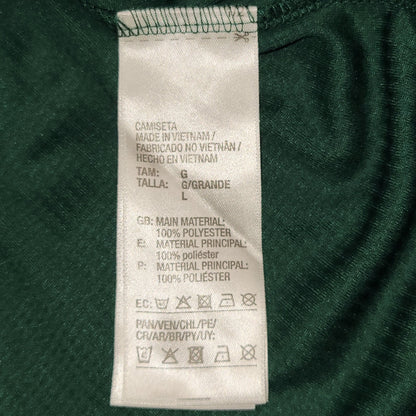 CAMISETA
MADE IN VIETNAM /
FABRICADO NO VIETNÃN /
HECHO EN VIETNAM
TAM: G
TALLA: G/GRANDE
L
GB: MAIN MATERIAL:
100% POLYESTER
E: MATERIAL PRINCIPAL:
100% poliéster
P: MATERIAL PRINCIPAL:
100% POLIÉSTER
EC:
PAN/VEN/CHL/PE/
CR/AR/BR/PY/UY: